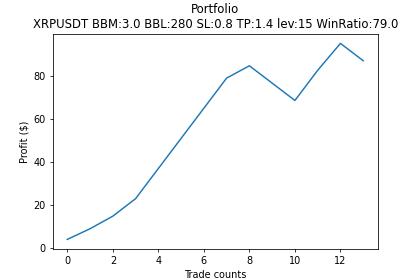 Portfolio
XRPUSDT BBM:3.0 BBL:280 SL:0.8 TP:1.4 lev:15 WinRatio:79.0
80
60
40
20
0
Profit ($)
0 2 4 6 8 10 12
Trade counts